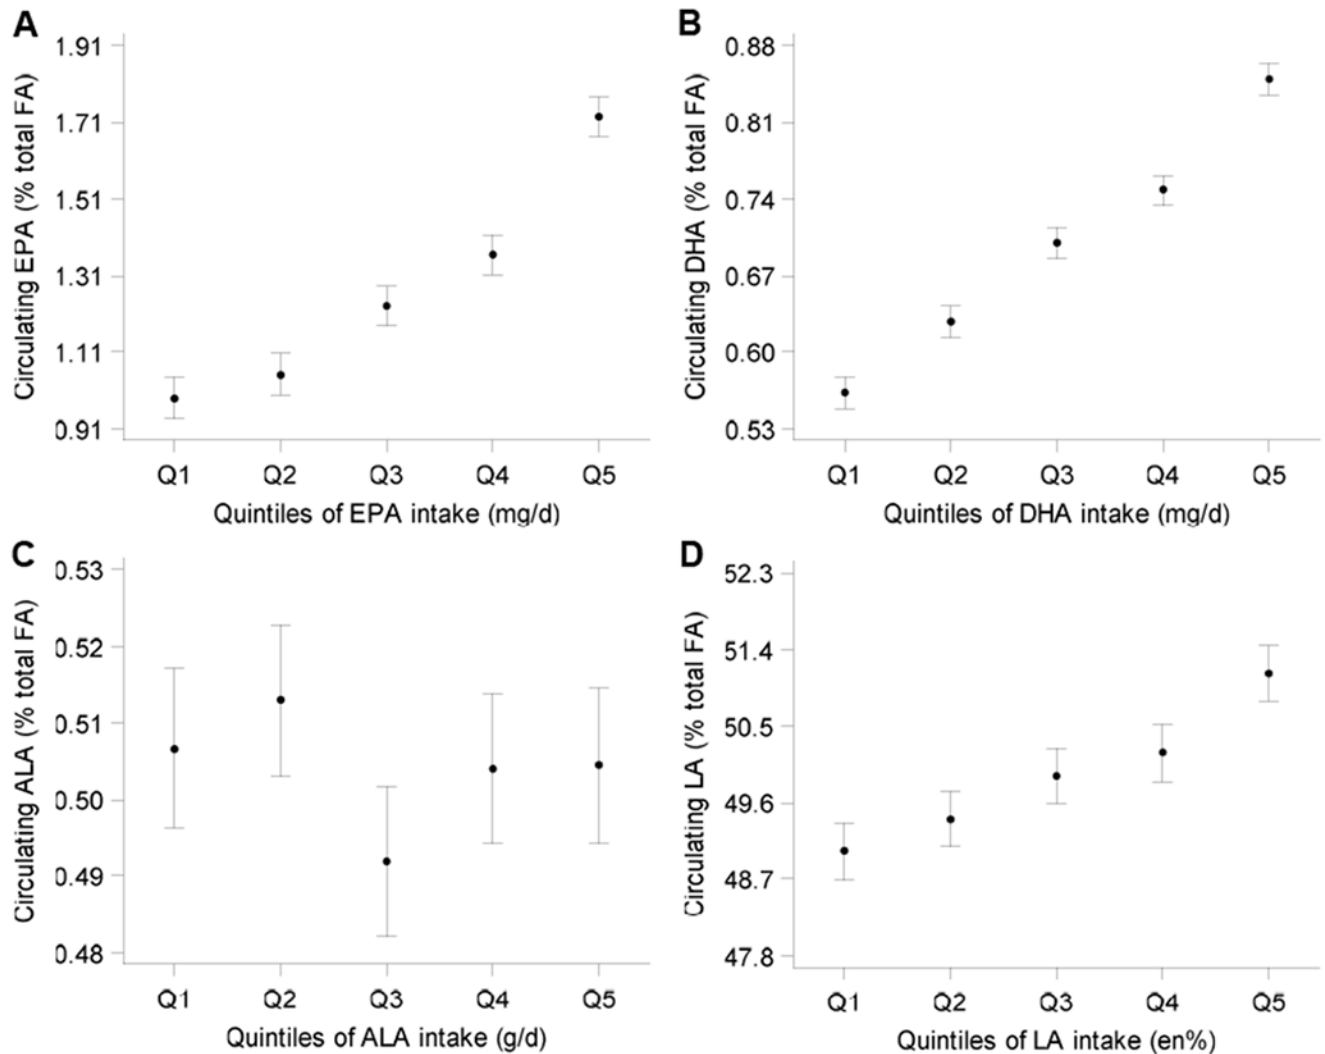 A
Circulating EPA (% total FA)
1.91
1.71
1.51
1.31
1.11
0.91
Q1 Q2 Q3 Q4 Q5
Quintiles of EPA intake (mg/d)
B
Circulating DHA (% total FA)
0.88
0.81
0.74
0.67
0.60
0.53
Q1 Q2 Q3 Q4 Q5
Quintiles of DHA intake (mg/d)
C
Circulating ALA (% total FA)
0.53
0.52
0.51
0.50
0.49
0.48
Q1 Q2 Q3 Q4 Q5
Quintiles of ALA intake (g/d)
D
Circulating LA (% total FA)
52.3
51.4
50.5
49.6
48.7
47.8
Q1 Q2 Q3 Q4 Q5
Quintiles of LA intake (en%)